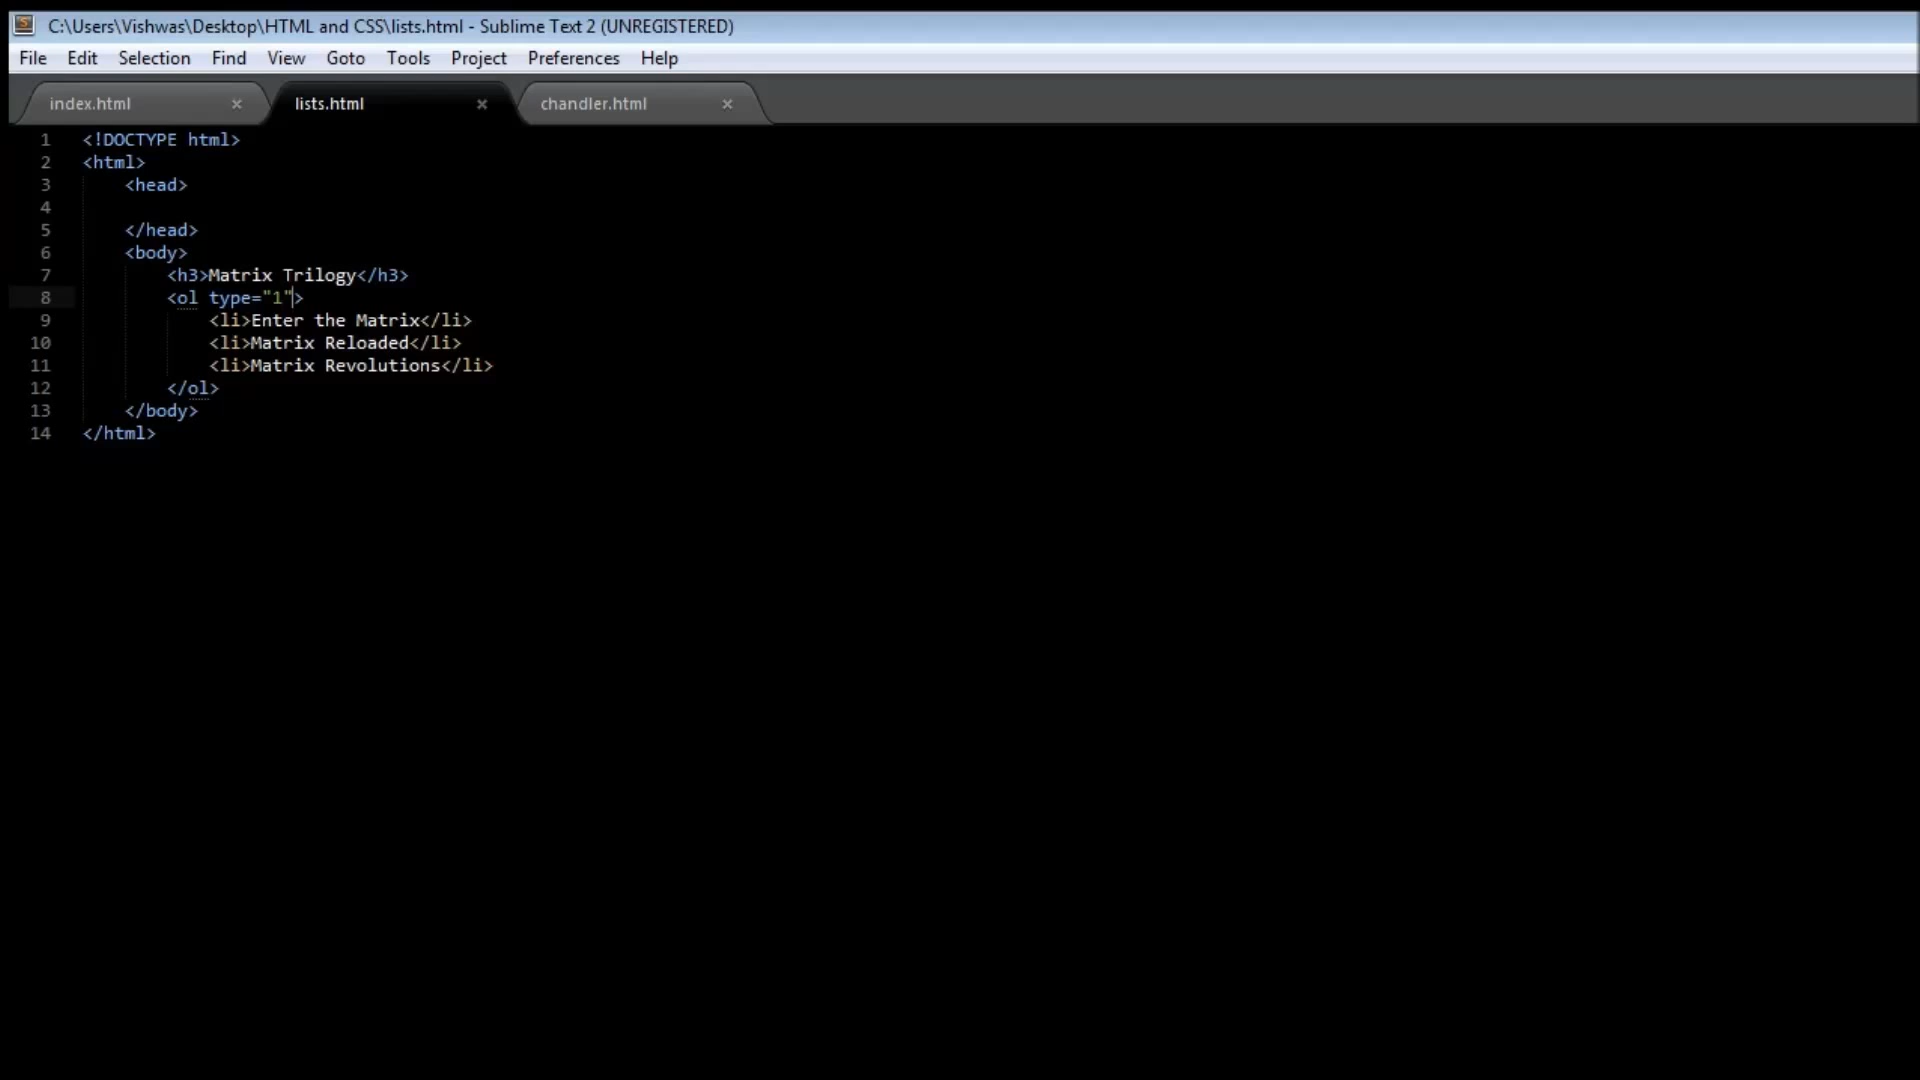 C:\Users\Vishwas\Desktop\HTML and CSS\lists.html - Sublime Text 2 (UNREGISTERED)
File Edit Selection Find View Goto Tools Project Preferences Help
index.html × lists.html × chandler.html ×
1 <!DOCTYPE html>
2 <html>
3 <head>
4
5 </head>
6 <body>
7 <h3>Matrix Trilogy</h3>
8 <ol type="1">
9 <li>Enter the Matrix</li>
10 <li>Matrix Reloaded</li>
11 <li>Matrix Revolutions</li>
12 </ol>
13 </body>
14 </html>